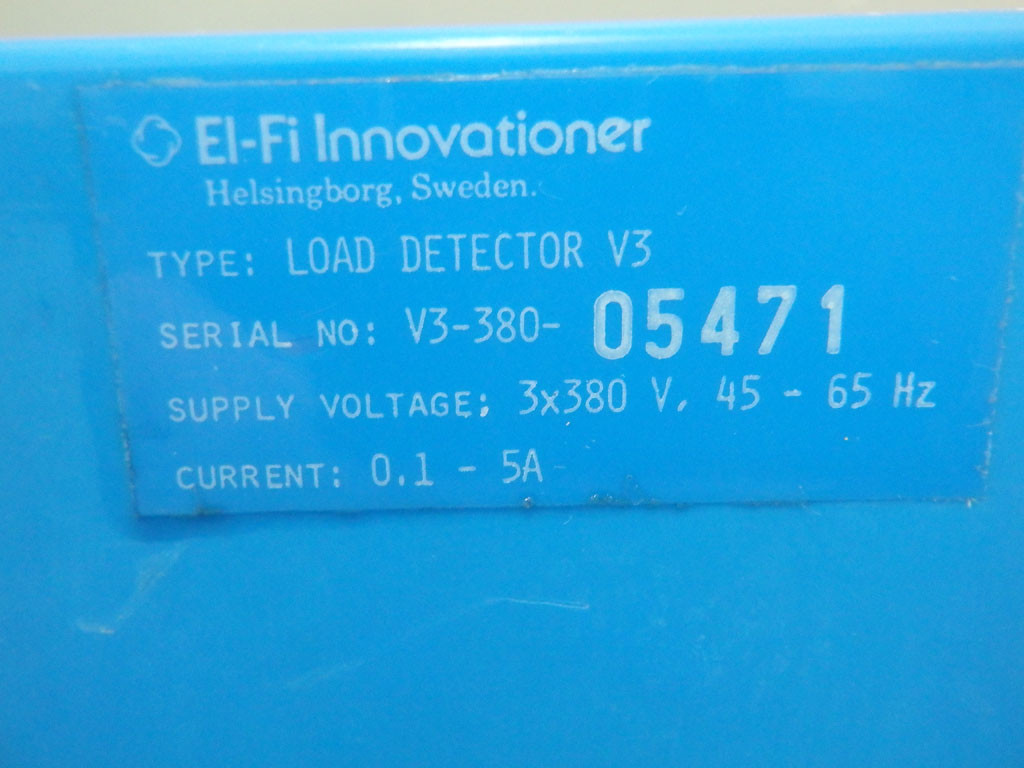 El-Fi Innovationer
Helsingborg, Sweden.
TYPE: LOAD DETECTOR V3
SERIAL NO: V3-380- 05471
SUPPLY VOLTAGE: 3x380 V, 45 - 65 Hz
CURRENT: 0.1 - 5A